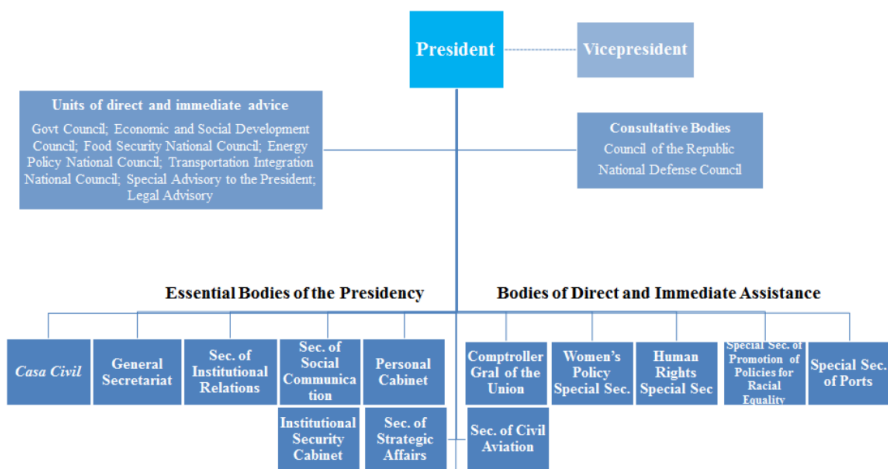 President
Vicepresident
Units of direct and immediate advice
Govt Council; Economic and Social Development
Council; Food Security National Council; Energy
Policy National Council; Transportation Integration
National Council; Special Advisory to the President;
Legal Advisory
Consultative Bodies
Council of the Republic
National Defense Council
Essential Bodies of the Presidency
Bodies of Direct and Immediate Assistance
Casa Civil
General
Secretariat
Sec. of
Institutional
Relations
Sec. of
Social
Communica
tion
Personal
Cabinet
Comptroller
Gral of the
Union
Women's
Policy
Special Sec.
Human
Rights
Special Sec
Special Sec. of
Promotion of
Policies for
Racial
Equality
Special Sec.
of Ports
Institutional
Security
Cabinet
Sec. of
Strategic
Affairs
Sec. of Civil
Aviation